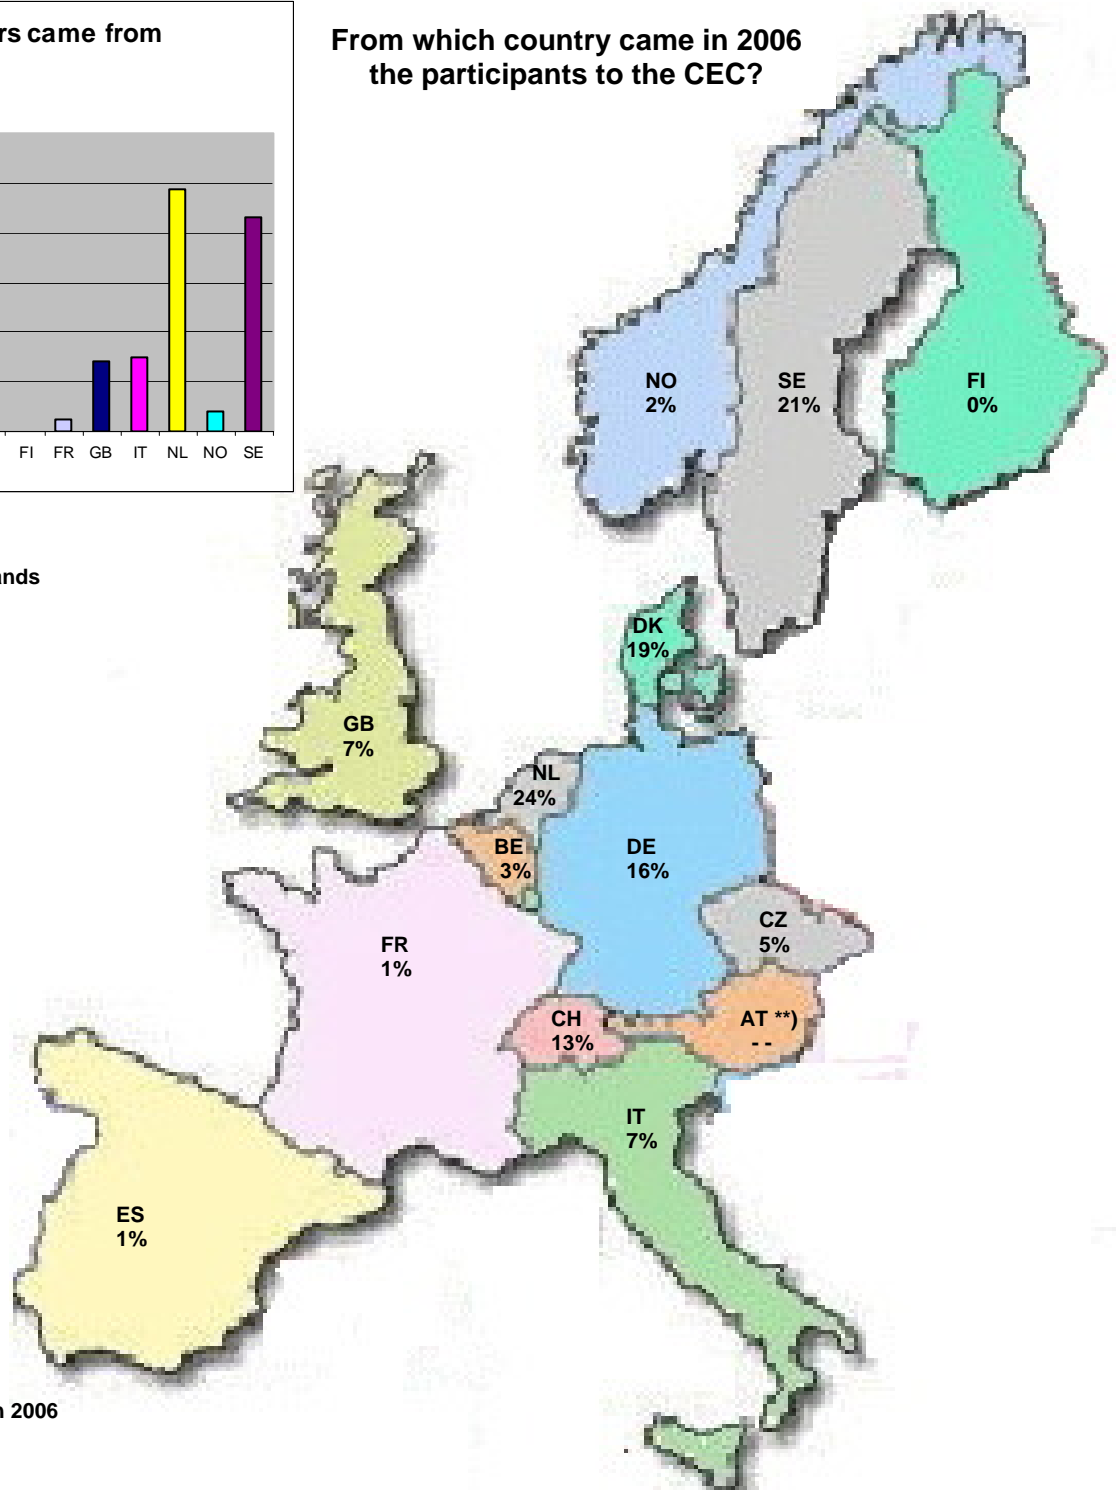 rs came from
FI FR GB IT NL NO SE
From which country came in 2006
the participants to the CEC?
NO
2%
SE
21%
FI
0%
ands
DK
19%
GB
7%
NL
24%
BE
3%
DE
16%
CZ
5%
FR
1%
CH
13%
AT **)
- -
IT
7%
ES
1%
n 2006